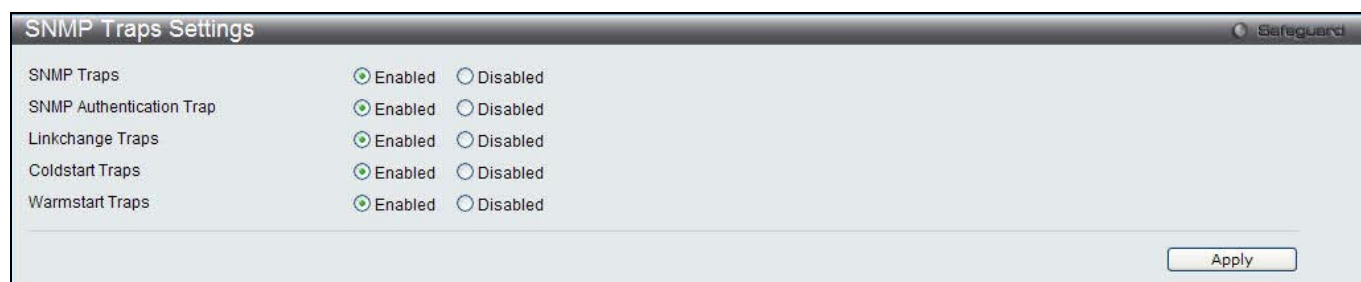 SNMP Traps Settings Safeguard
SNMP Traps Enabled Disabled
SNMP Authentication Trap Enabled Disabled
Linkchange Traps Enabled Disabled
Coldstart Traps Enabled Disabled
Warmstart Traps Enabled Disabled
Apply